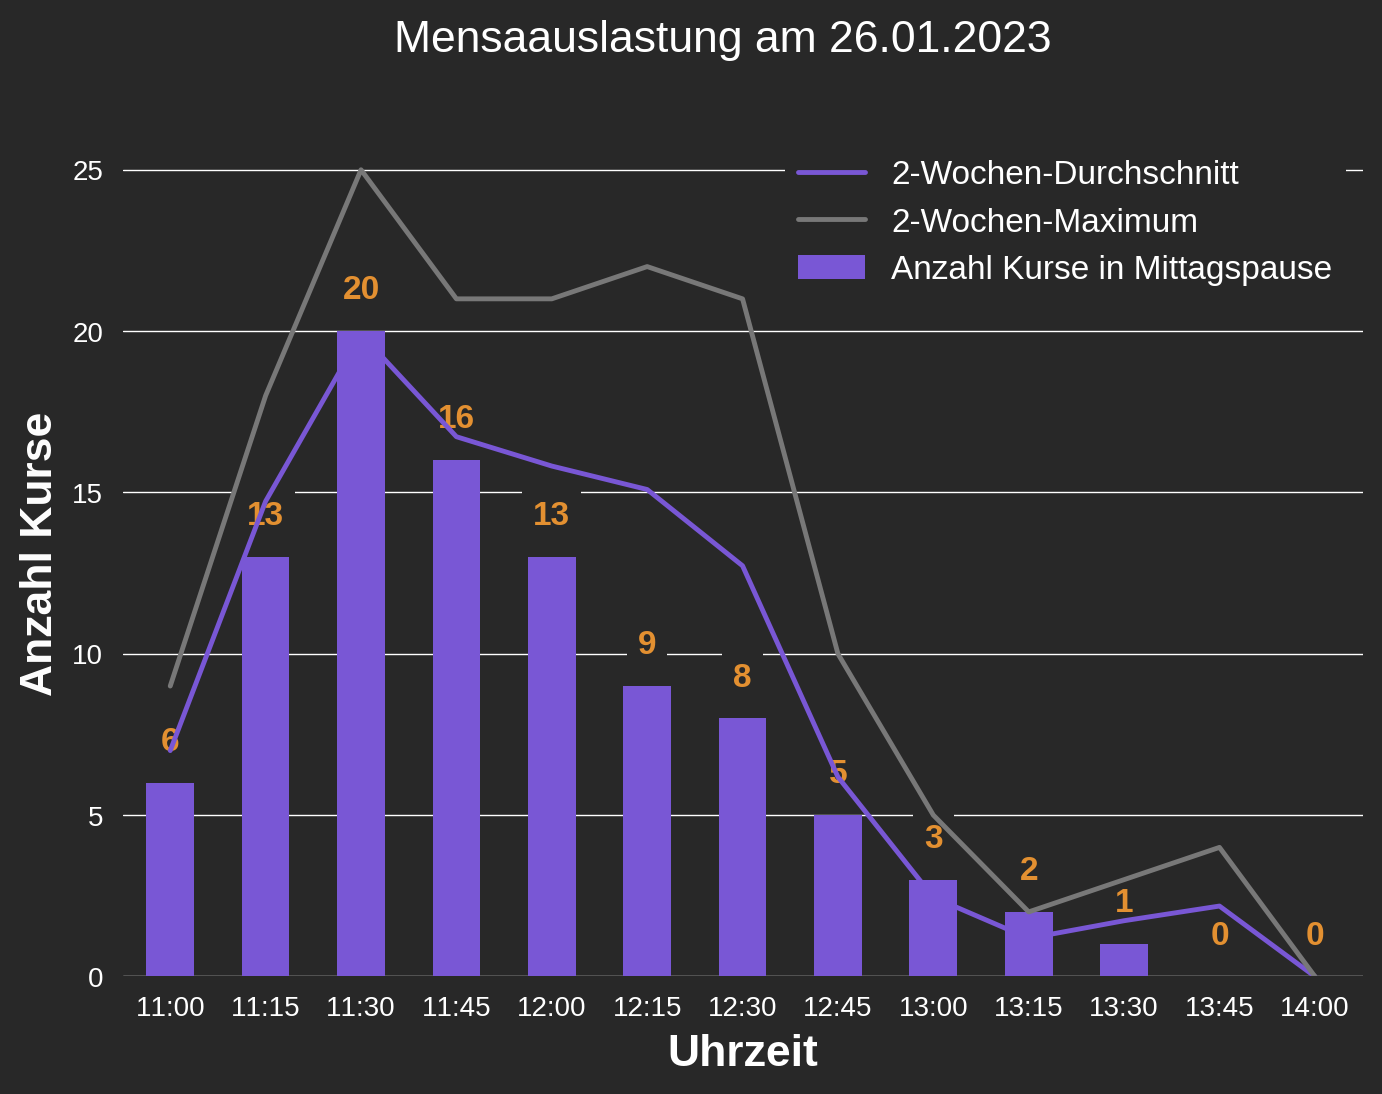 Mensaauslastung am 26.01.2023
2-Wochen-Durchschnitt
2-Wochen-Maximum
Anzahl Kurse in Mittagspause
Anzahl Kurse
25
20
15
10
5
0
6
13
20
16
13
9
8
5
3
2
1
0
0
11:00 11:15 11:30 11:45 12:00 12:15 12:30 12:45 13:00 13:15 13:30 13:45 14:00
Uhrzeit